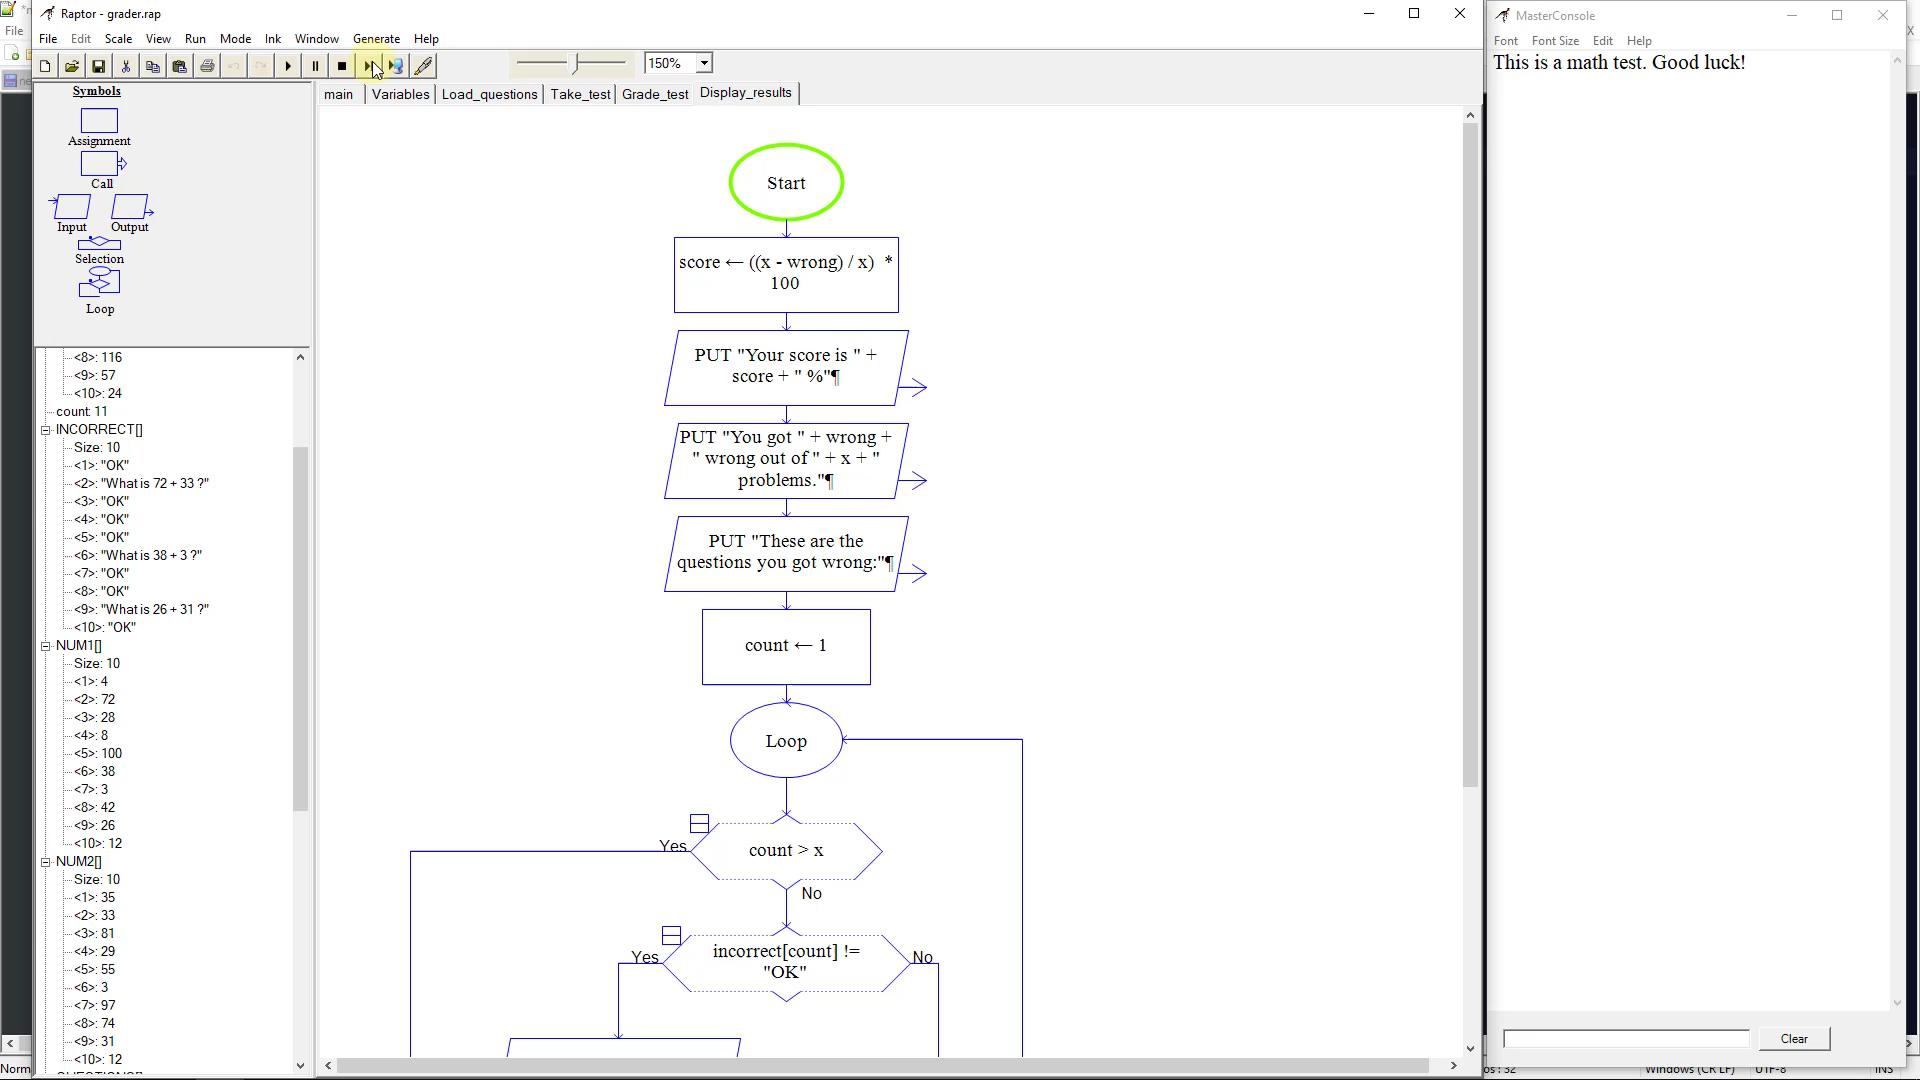 Raptor - grader.rap
File Edit Scale View Run Mode Ink Window Generate Help
150%
Symbols
Assignment
Call
Input Output
Selection
Loop
<8>: 116
<9>: 57
<10>: 24
count: 11
INCORRECT[]
Size: 10
<1>: "OK"
<2>: "What is 72 + 33 ?"
<3>: "OK"
<4>: "OK"
<5>: "OK"
<6>: "What is 38 + 3 ?"
<7>: "OK"
<8>: "OK"
<9>: "What is 26 + 31 ?"
<10>: "OK"
NUM1[]
Size: 10
<1>: 4
<2>: 72
<3>: 28
<4>: 8
<5>: 100
<6>: 38
<7>: 3
<8>: 42
<9>: 26
<10>: 12
NUM2[]
Size: 10
<1>: 35
<2>: 33
<3>: 81
<4>: 29
<5>: 55
<6>: 3
<7>: 97
<8>: 74
<9>: 31
<10>: 12
main Variables Load_questions Take_test Grade_test Display_results
Start
score ← ((x - wrong) / x) *
100
PUT "Your score is " +
score + " %"¶
PUT "You got " + wrong +
" wrong out of " + x + "
problems."¶
PUT "These are the
questions you got wrong:"¶
count ← 1
Loop
Yes
count > x
No
Yes
incorrect[count] !=
"OK"
No
MasterConsole
Font Font Size Edit Help
This is a math test. Good luck!
Clear
File
Windows (CR LF) UTF-8 INS